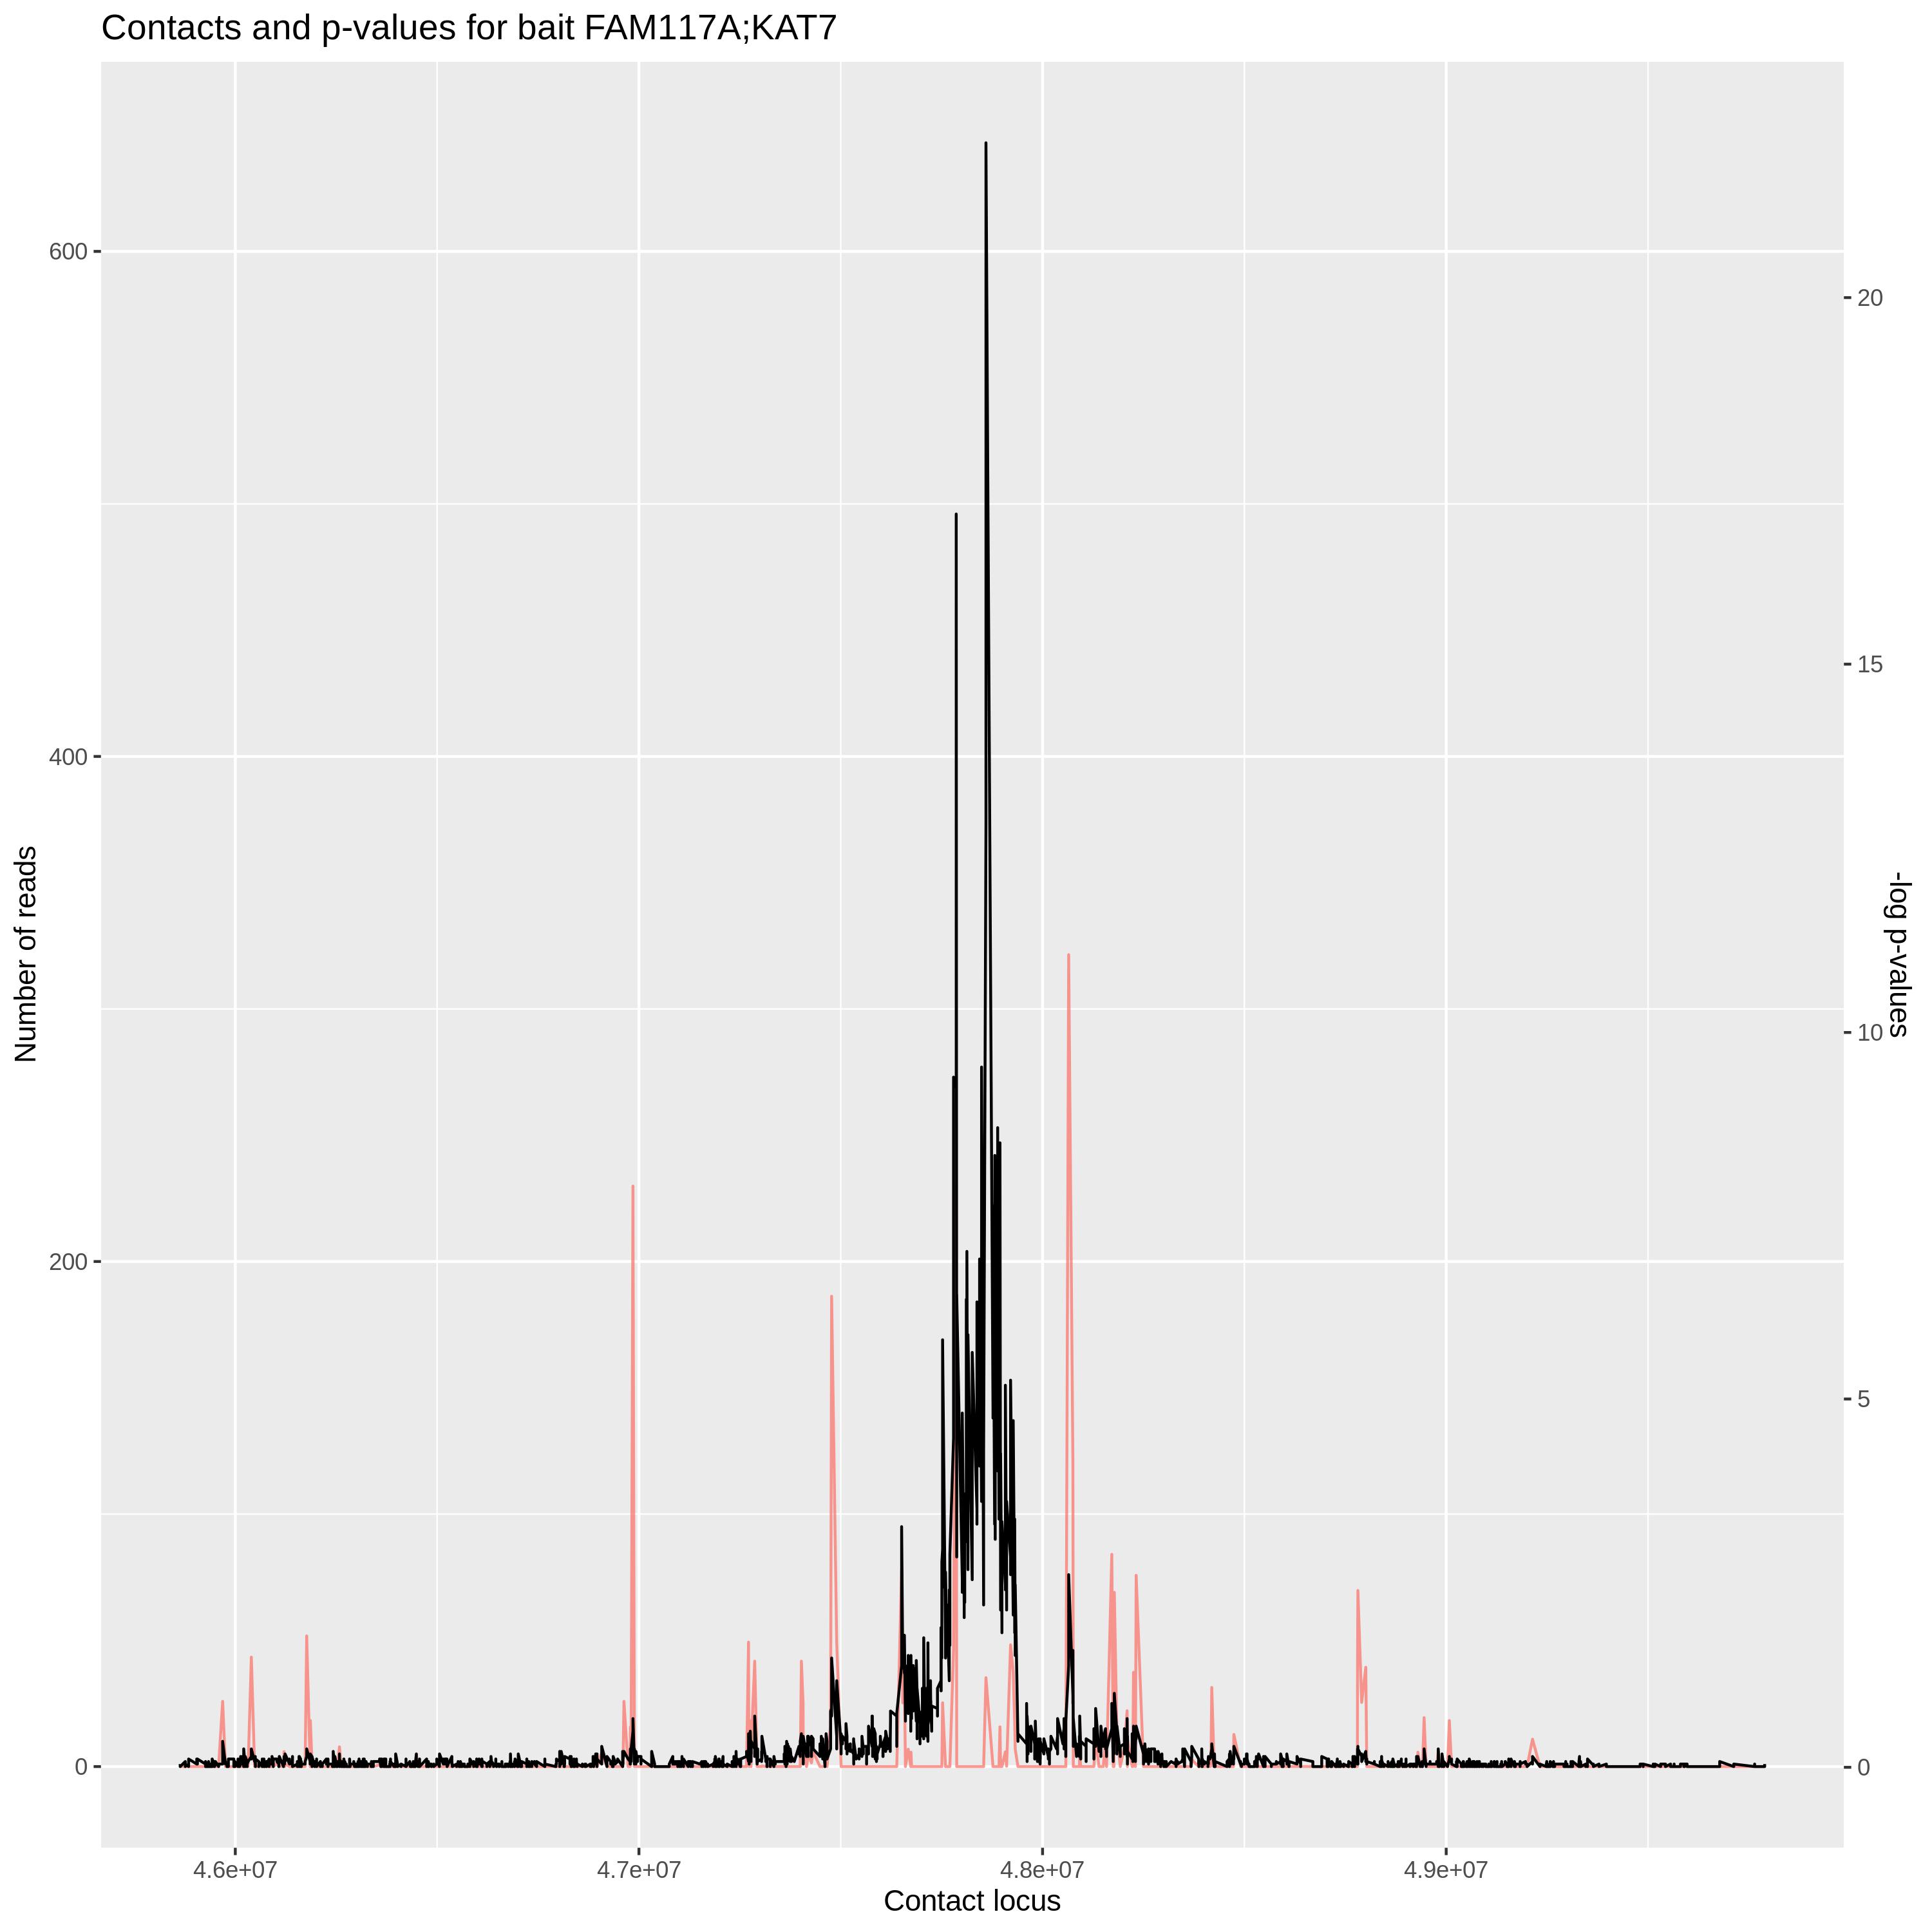 Contacts and p-values for bait FAM117A;KAT7
600
400
200
0
Number of reads
20
15
10
5
0
-log p-values
4.6e+07
4.7e+07
4.8e+07
4.9e+07
Contact locus